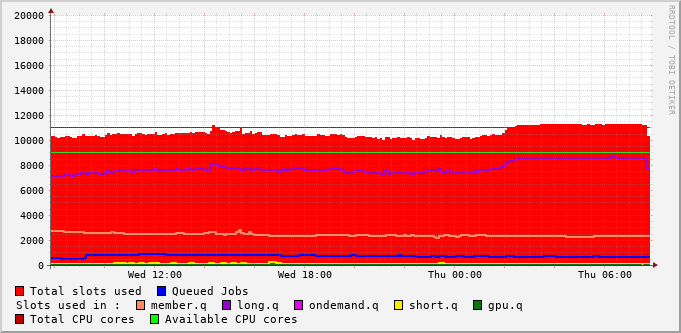 RRDTOOL / TOBI OETIKER
20000
18000
16000
14000
12000
10000
8000
6000
4000
2000
0
Wed 12:00 Wed 18:00 Thu 00:00 Thu 06:00
Total slots used Queued Jobs
Slots used in : member.q long.q ondemand.q short.q gpu.q
Total CPU cores Available CPU cores